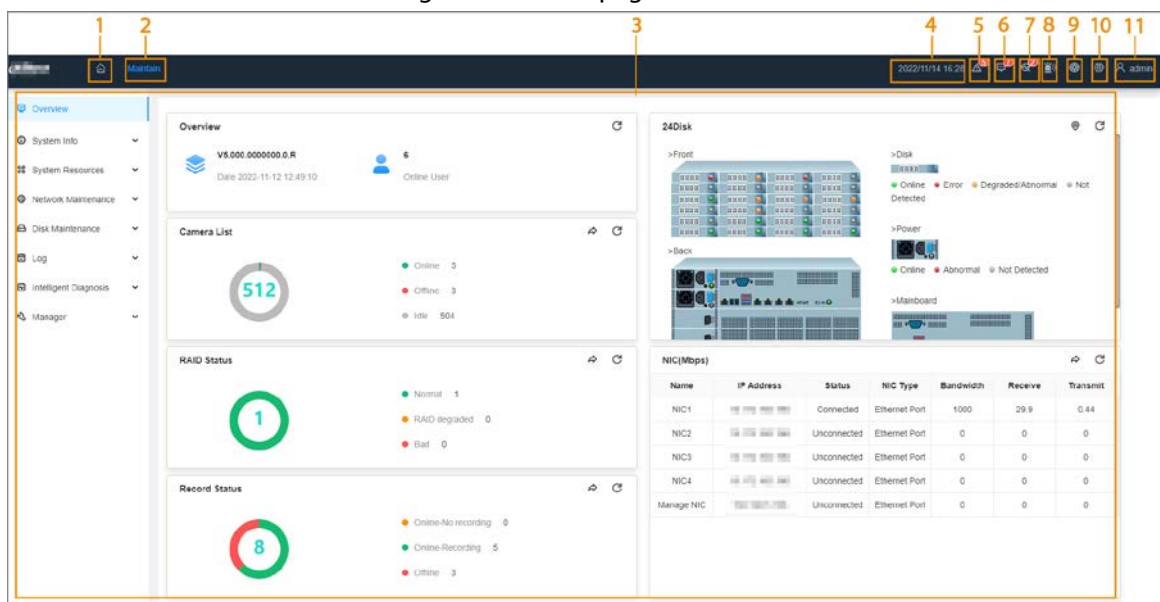 1 2 3 4 5 6 7 8 9 10 11
Maintain 2022/11/14 16:28 admin
Overview
System Info
System Resources
Network Maintenance
Disk Maintenance
Log
Intelligent Diagnosis
Manager
Overview
V5.000.0000000.0.R
Date 2022-11-12 12:49:10
6
Online User
Camera List
512
Online 5
Offline 3
Idle 504
RAID Status
1
Normal 1
RAID degraded 0
Bad 0
Record Status
8
Online-No recording 0
Online-Recording 5
Offline 3
24Disk
>Front
>Back
>Disk
Online Error Degraded/Abnormal Not
Detected
>Power
Online Abnormal Not Detected
>Mainboard
NIC(Mbps)
Name IP Address Status NIC Type Bandwidth Receive Transmit
NIC1 Connected Ethernet Port 1000 29.9 0.44
NIC2 Unconnected Ethernet Port 0 0 0
NIC3 Unconnected Ethernet Port 0 0 0
NIC4 Unconnected Ethernet Port 0 0 0
Manage NIC Unconnected Ethernet Port 0 0 0